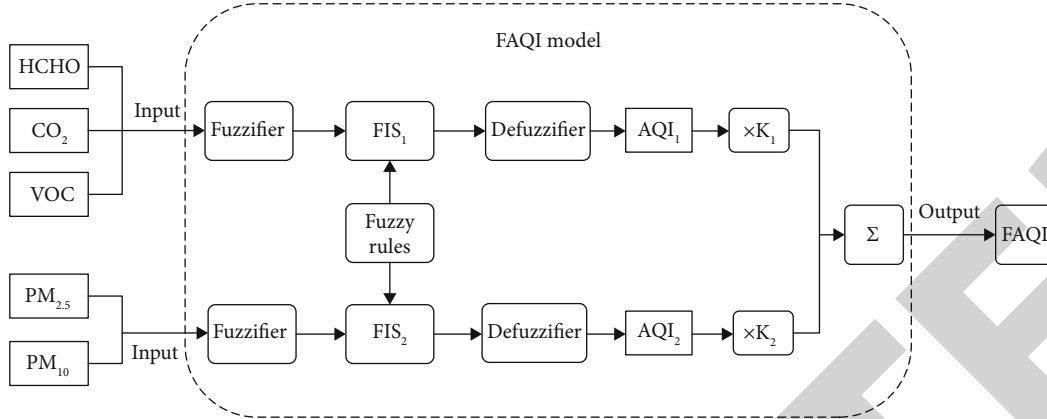 FAQI model
HCHO
CO₂
VOC
Input
Fuzzifier
FIS₁
Defuzzifier
AQI₁
×K₁
Fuzzy
rules
Σ
Output
FAQI
PM₂.₅
PM₁₀
Input
Fuzzifier
FIS₂
Defuzzifier
AQI₂
×K₂